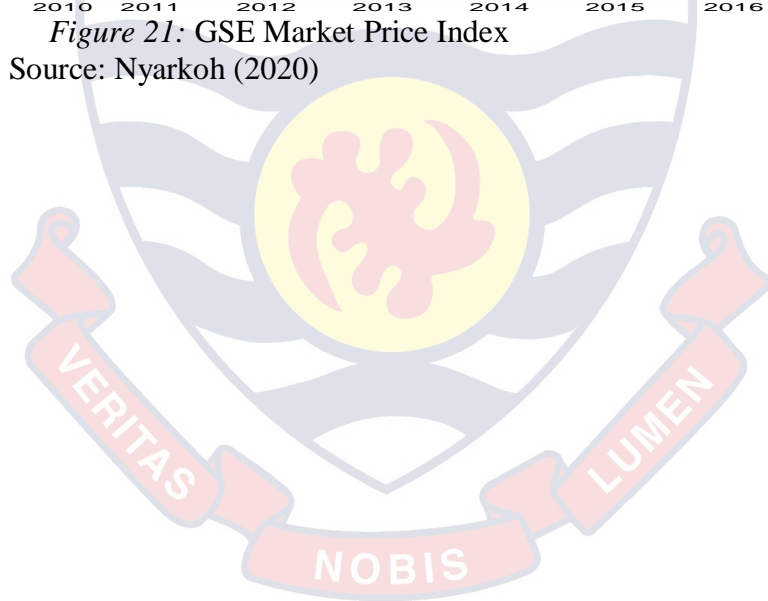 2010 2011 2012 2013 2014 2015 2016
Figure 21: GSE Market Price Index
Source: Nyarkoh (2020)
VERITAS
NOBIS
LUMEN